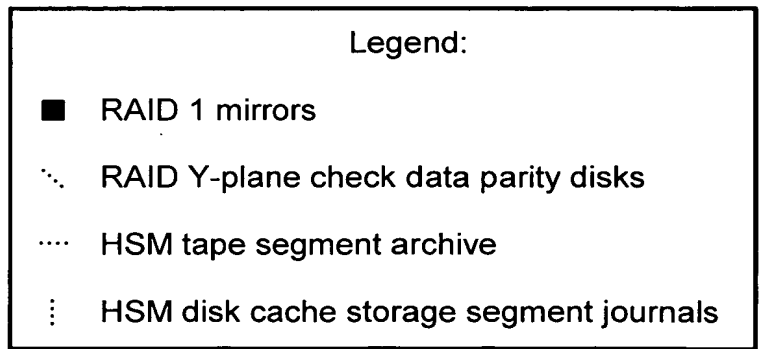 Legend:
RAID 1 mirrors
RAID Y-plane check data parity disks
HSM tape segment archive
HSM disk cache storage segment journals